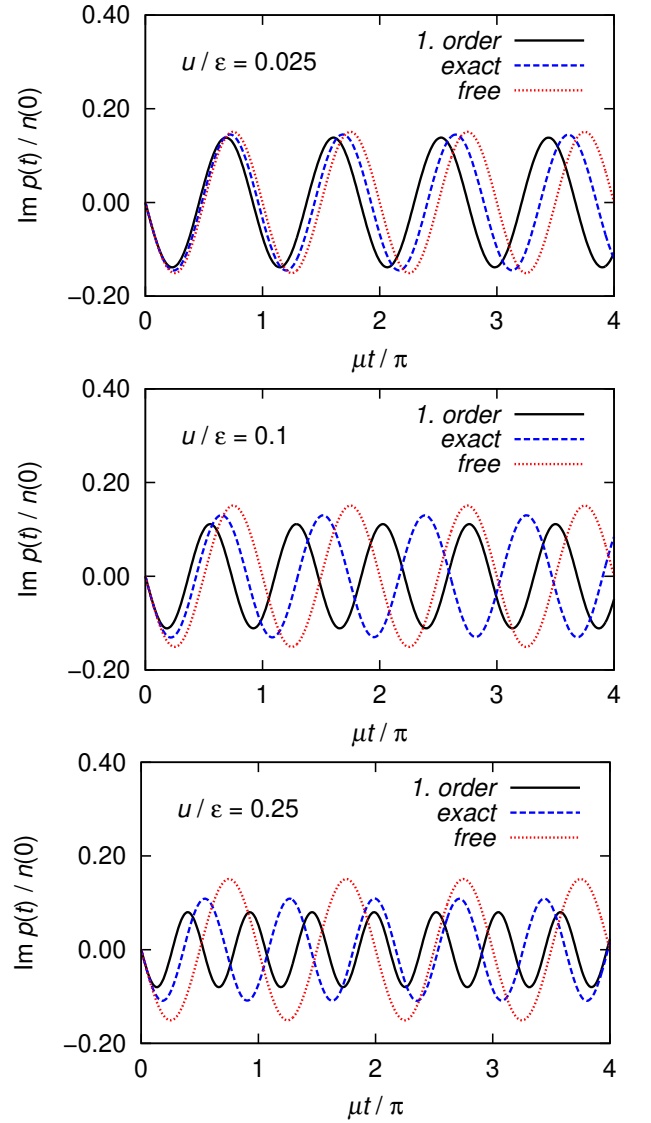 0.40
0.20
0.00
−0.20
Im p(t) / n(0)
u / ε = 0.025
1. order
exact
free
0 1 2 3 4
μt / π
0.40
0.20
0.00
−0.20
Im p(t) / n(0)
u / ε = 0.1
1. order
exact
free
0 1 2 3 4
μt / π
0.40
0.20
0.00
−0.20
Im p(t) / n(0)
u / ε = 0.25
1. order
exact
free
0 1 2 3 4
μt / π